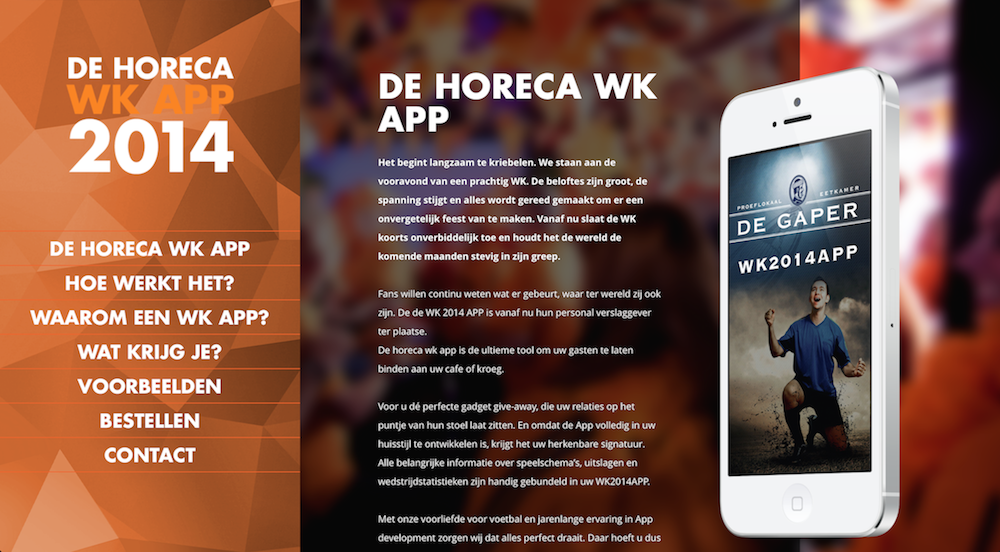 DE HORECA
WK APP
2014
DE HORECA WK APP
HOE WERKT HET?
WAAROM EEN WK APP?
WAT KRIJG JE?
VOORBEELDEN
BESTELLEN
CONTACT
DE HORECA WK
APP
Het begint langzaam te kriebelen. We staan aan de
vooravond van een prachtig WK. De beloftes zijn groot, de
spanning stijgt en alles wordt gereed gemaakt om er een
onvergetelijk feest van te maken. Vanaf nu slaat de WK
koorts onverbiddelijk toe en houdt het de wereld de
komende maanden stevig in zijn greep.
Fans willen continu weten wat er gebeurt, waar ter wereld zij ook
zijn. De de WK 2014 APP is vanaf nu hun personal verslaggever
ter plaatse.
De horeca wk app is de ultieme tool om uw gasten te laten
binden aan uw cafe of kroeg.
Voor u dé perfecte gadget give-away, die uw relaties op het
puntje van hun stoel laat zitten. En omdat de App volledig in uw
huisstijl te ontwikkelen is, krijgt het uw herkenbare signatuur.
Alle belangrijke informatie over speelschema's, uitslagen en
wedstrijdstatistieken zijn handig gebundeld in uw WK2014APP.
Met onze voorliefde voor voetbal en jarenlange ervaring in App
development zorgen wij dat alles perfect draait. Daar hoeft u dus
PROEFLOKAAL EETKAMER
DE GAPER
WK2014APP